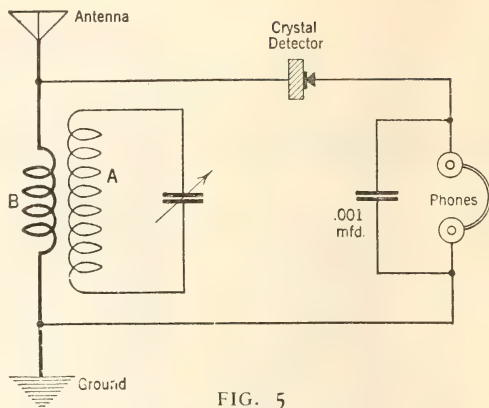 Antenna
Crystal
Detector
B
A
.001
mfd.
Phones
Ground
FIG. 5